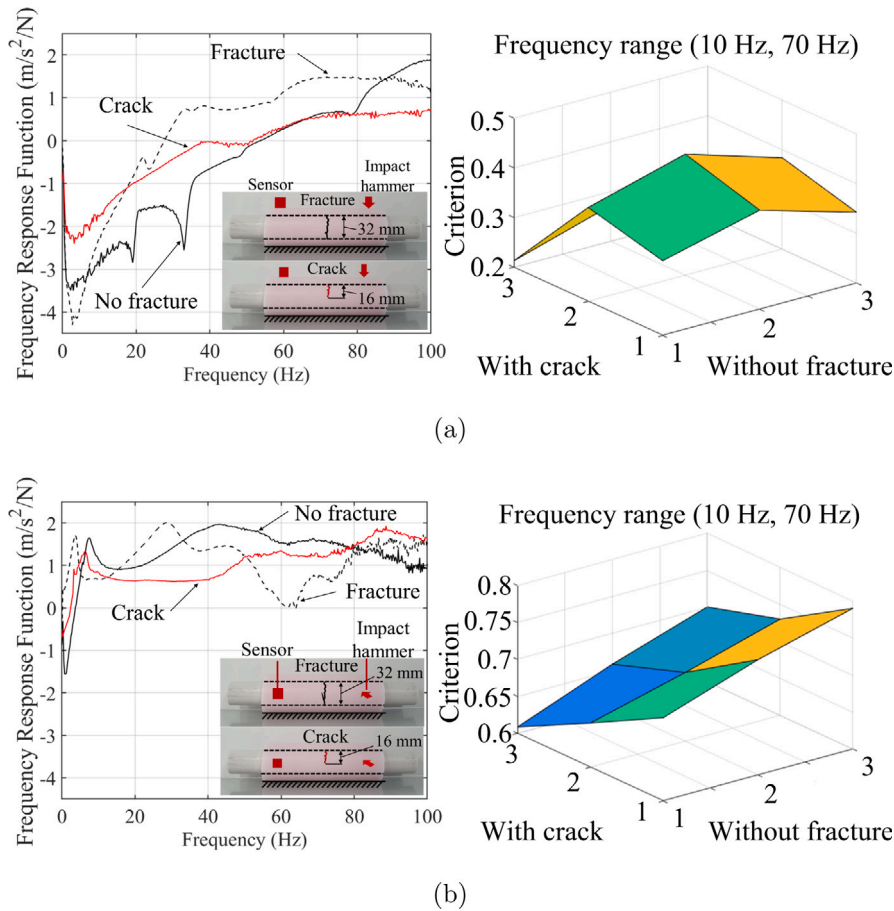 Frequency Response Function (m/s²/N)
2
1
0
-1
-2
-3
-4
Fracture
Crack
No fracture
Sensor
Impact
hammer
Fracture
32 mm
Crack
16 mm
0
20
40
60
80
100
Frequency (Hz)
Frequency range (10 Hz, 70 Hz)
Criterion
0.5
0.4
0.3
0.2
3
2
1
With crack
1
2
3
Without fracture
(a)
Frequency Response Function (m/s²/N)
2
1
0
-1
-2
-3
-4
No fracture
Crack
Fracture
Sensor
Impact
hammer
Fracture
32 mm
Crack
16 mm
0
20
40
60
80
100
Frequency (Hz)
Frequency range (10 Hz, 70 Hz)
Criterion
0.8
0.75
0.7
0.65
0.6
3
2
1
With crack
1
2
3
Without fracture
(b)